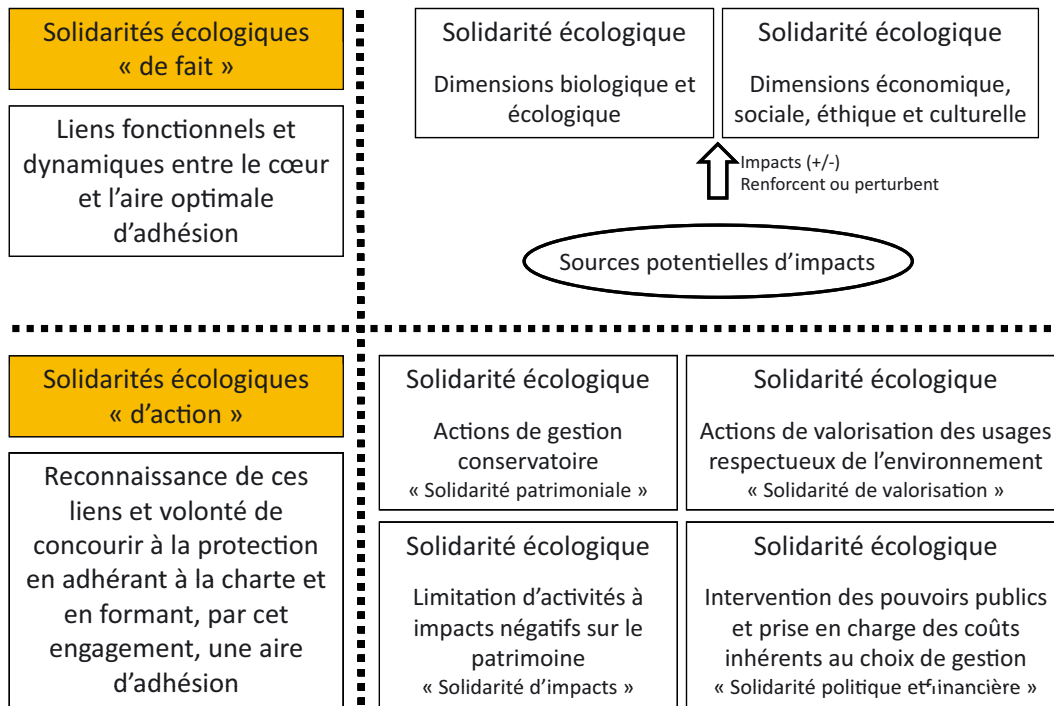 Solidarités écologiques
« de fait »
Liens fonctionnels et
dynamiques entre le cœur
et l’aire optimale
d’adhésion
Solidarité écologique
Dimensions biologique et
écologique
Solidarité écologique
Dimensions économique,
sociale, éthique et culturelle
Impacts (+/-)
Renforcent ou perturbent
Sources potentielles d’impacts
Solidarités écologiques
« d’action »
Reconnaissance de ces
liens et volonté de
concourir à la protection
en adhérant à la charte et
en formant, par cet
engagement, une aire
d’adhésion
Solidarité écologique
Actions de gestion
conservatoire
« Solidarité patrimoniale »
Solidarité écologique
Actions de valorisation des usages
respectueux de l’environnement
« Solidarité de valorisation »
Solidarité écologique
Limitation d’activités à
impacts négatifs sur le
patrimoine
« Solidarité d’impacts »
Solidarité écologique
Intervention des pouvoirs publics
et prise en charge des coûts
inhérents au choix de gestion
« Solidarité politique et financière »